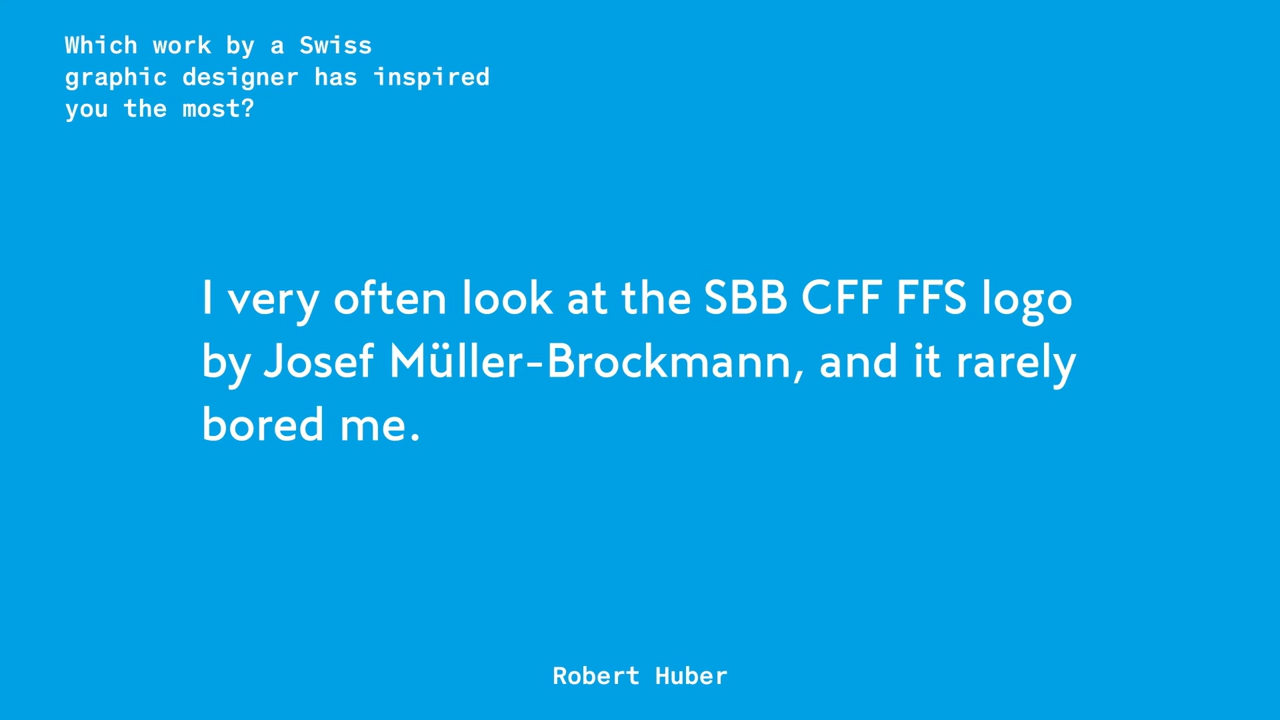 Which work by a Swiss
graphic designer has inspired
you the most?
I very often look at the SBB CFF FFS logo
by Josef Müller-Brockmann, and it rarely
bored me.
Robert Huber